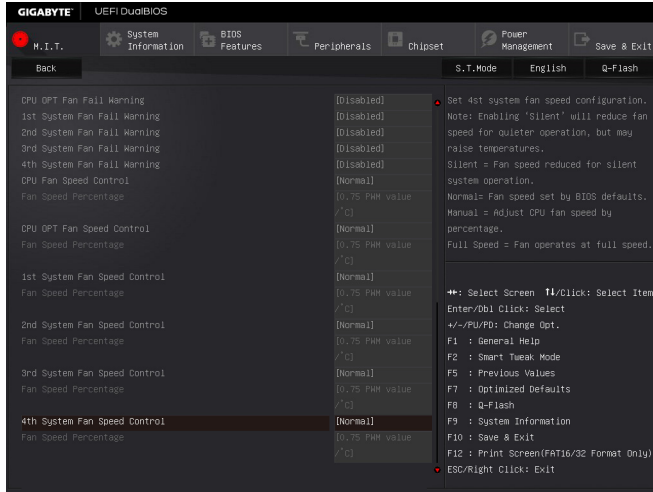 GIGABYTE™ UEFI DualBIOS
M.I.T.
System Information
BIOS Features
Peripherals
Chipset
Power Management
Save & Exit
Back
S.T.Mode English Q-Flash
CPU OPT Fan Fail Warning [Disabled]
1st System Fan Fail Warning [Disabled]
2nd System Fan Fail Warning [Disabled]
3rd System Fan Fail Warning [Disabled]
4th System Fan Fail Warning [Disabled]
CPU Fan Speed Control [Normal]
Fan Speed Percentage [0.75 PWM value
/°C]
CPU OPT Fan Speed Control [Normal]
Fan Speed Percentage [0.75 PWM value
/°C]
1st System Fan Speed Control [Normal]
Fan Speed Percentage [0.75 PWM value
/°C]
2nd System Fan Speed Control [Normal]
Fan Speed Percentage [0.75 PWM value
/°C]
3rd System Fan Speed Control [Normal]
Fan Speed Percentage [0.75 PWM value
/°C]
4th System Fan Speed Control [Normal]
Fan Speed Percentage [0.75 PWM value
/°C]
Set 4st system fan speed configuration.
Note: Enabling 'Silent' will reduce fan
speed for quieter operation, but may
raise temperatures.
Silent = Fan speed reduced for silent
system operation.
Normal= Fan speed set by BIOS defaults.
Manual = Adjust CPU fan speed by
percentage.
Full Speed = Fan operates at full speed.
→←: Select Screen ↑↓/Click: Select Item
Enter/Dbl Click: Select
+/-/PU/PD: Change Opt.
F1 : General Help
F2 : Smart Tweak Mode
F5 : Previous Values
F7 : Optimized Defaults
F8 : Q-Flash
F9 : System Information
F10 : Save & Exit
F12 : Print Screen(FAT16/32 Format Only)
ESC/Right Click: Exit